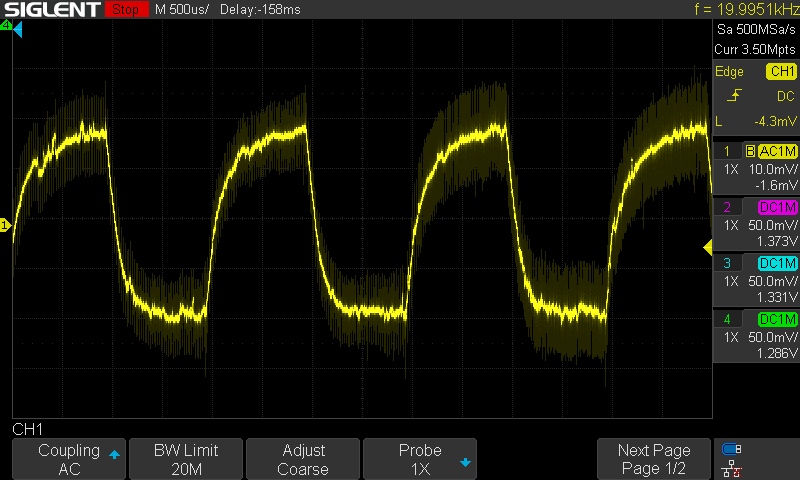 SIGLENT Stop M 500us/ Delay:-158ms f = 19.9951kHz
Sa 500MSa/s
Curr 3.50Mpts
Edge CH1
DC
L -4.3mV
1 B AC1M
1X 10.0mV/
-1.6mV
2 DC1M
1X 50.0mV/
1.373V
3 DC1M
1X 50.0mV/
1.331V
4 DC1M
1X 50.0mV/
1.286V
4
1
CH1
Coupling
AC
BW Limit
20M
Adjust
Coarse
Probe
1X
Next Page
Page 1/2